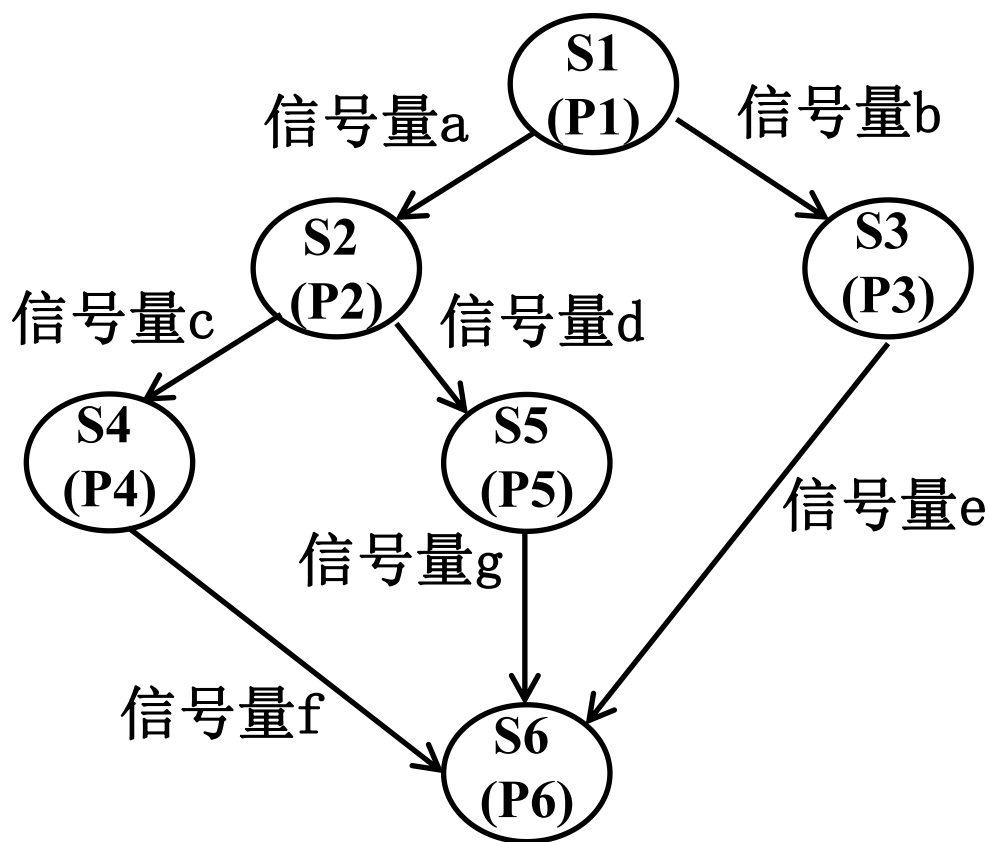 S1
(P1)
信号量a
信号量b
S2
(P2)
S3
(P3)
信号量c
信号量d
S4
(P4)
S5
(P5)
信号量e
信号量g
信号量f
S6
(P6)